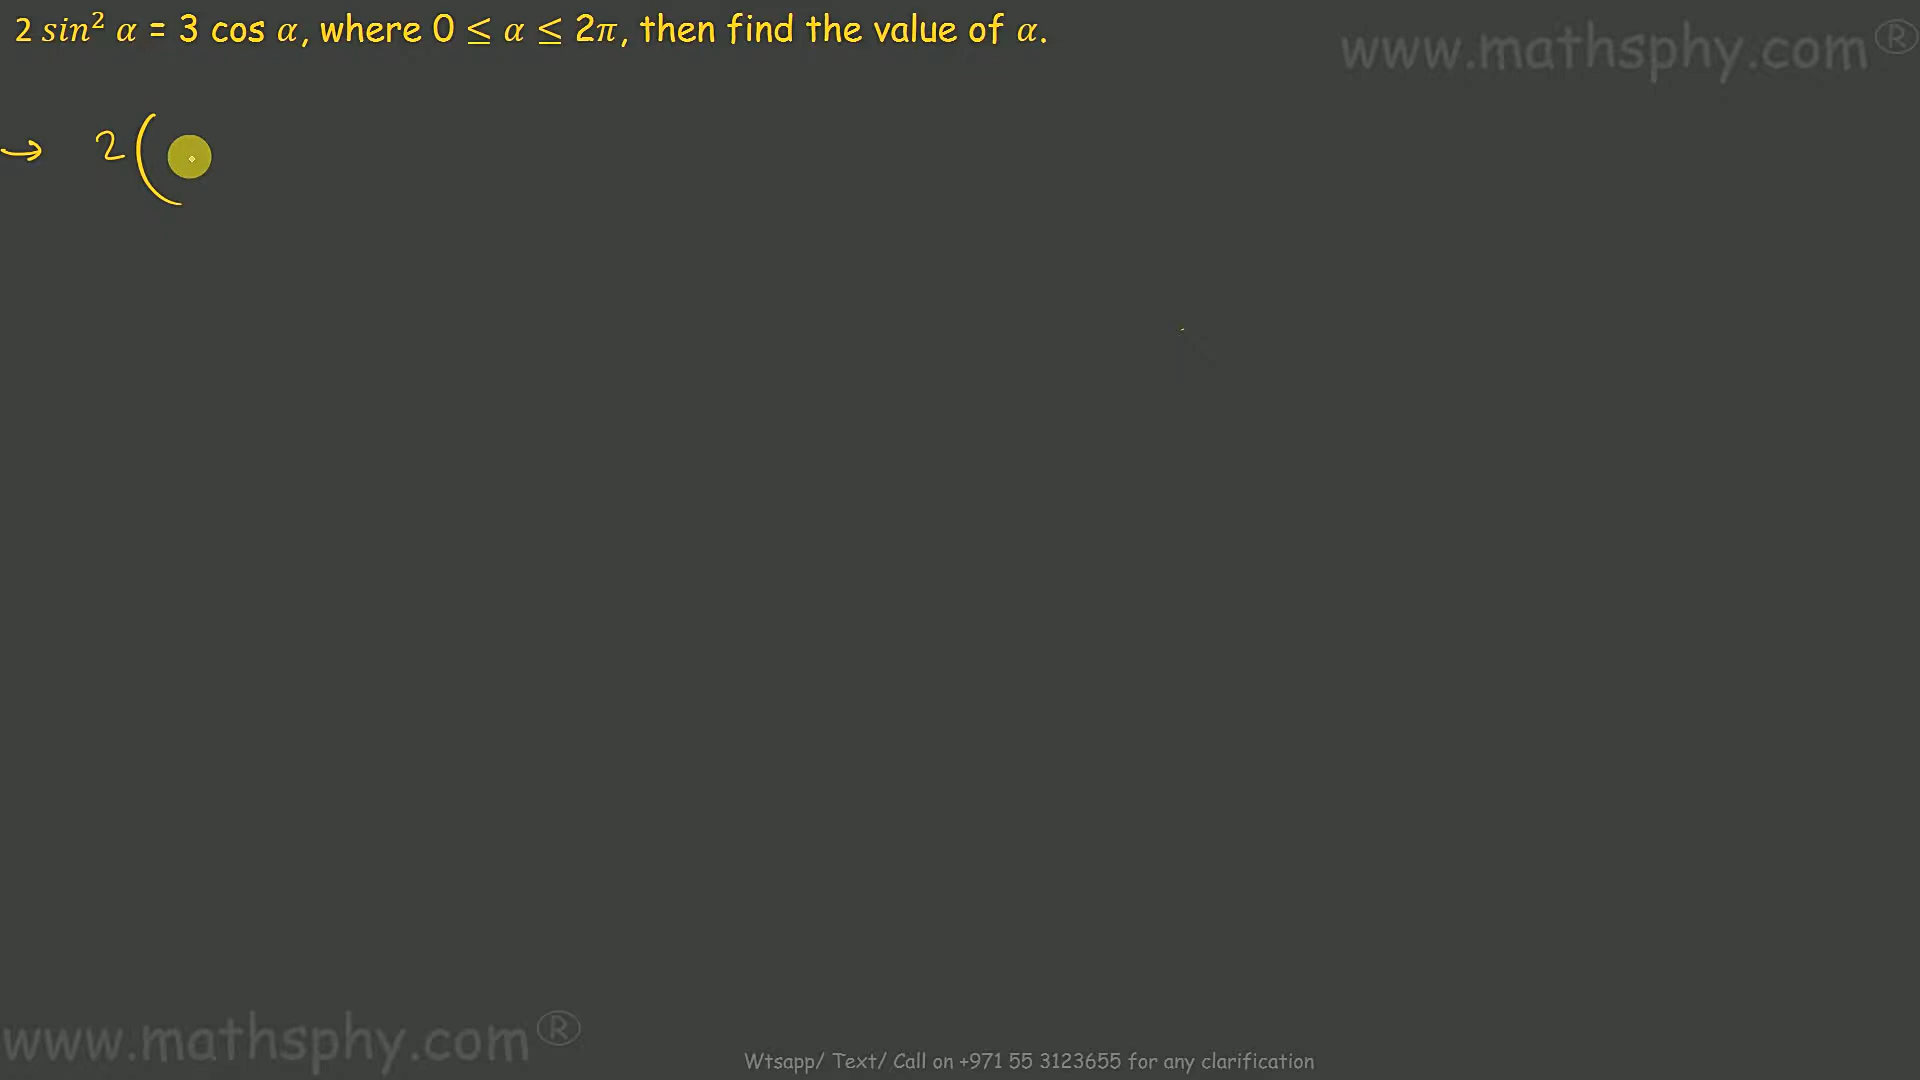 2 sin² α = 3 cos α, where 0 ≤ α ≤ 2π, then find the value of α.
www.mathsphy.com®
→ 2(
www.mathsphy.com®
Wtsapp/ Text/ Call on +971 55 3123655 for any clarification